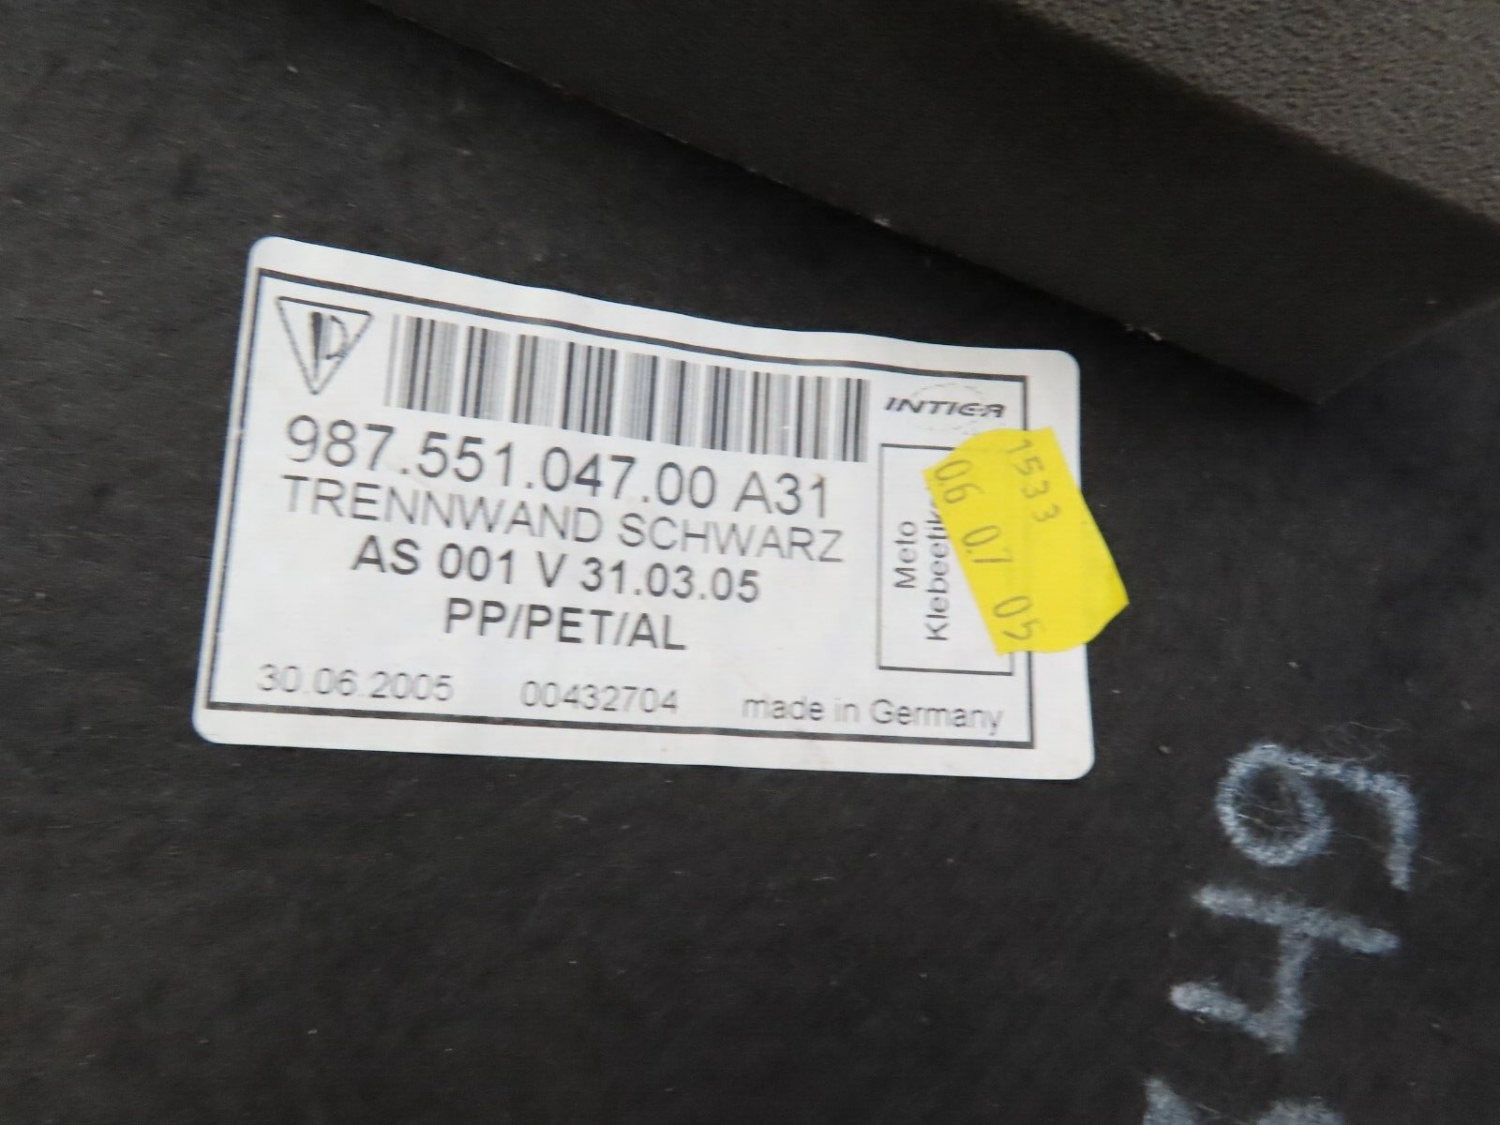 INTIER
987.551.047.00 A31
TRENNWAND SCHWARZ
AS 001 V 31.03.05
PP/PET/AL
30.06.2005 00432704 made in Germany
Meto
1533
06 07 05
49